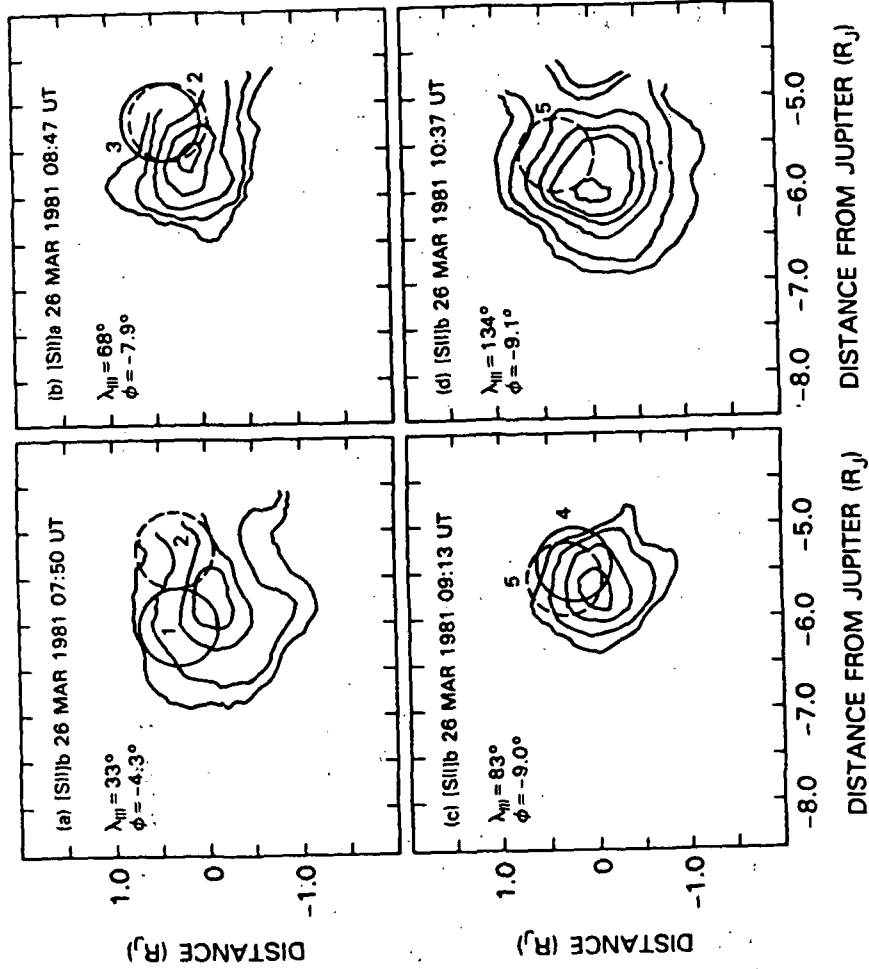 (a) [SII]b 26 MAR 1981 07:50 UT
λIII=33°
φ=-4.3°
1
2
(b) [SII]a 26 MAR 1981 08:47 UT
λIII=68°
φ=-7.9°
3
2
(c) [SII]b 26 MAR 1981 09:13 UT
λIII=83°
φ=-9.0°
5
4
(d) [SII]b 26 MAR 1981 10:37 UT
λIII=134°
φ=-9.1°
5
1.0
0
-1.0
DISTANCE (RJ)
1.0
0
-1.0
DISTANCE (RJ)
-8.0 -7.0 -6.0 -5.0
DISTANCE FROM JUPITER (RJ)
-8.0 -7.0 -6.0 -5.0
DISTANCE FROM JUPITER (RJ)